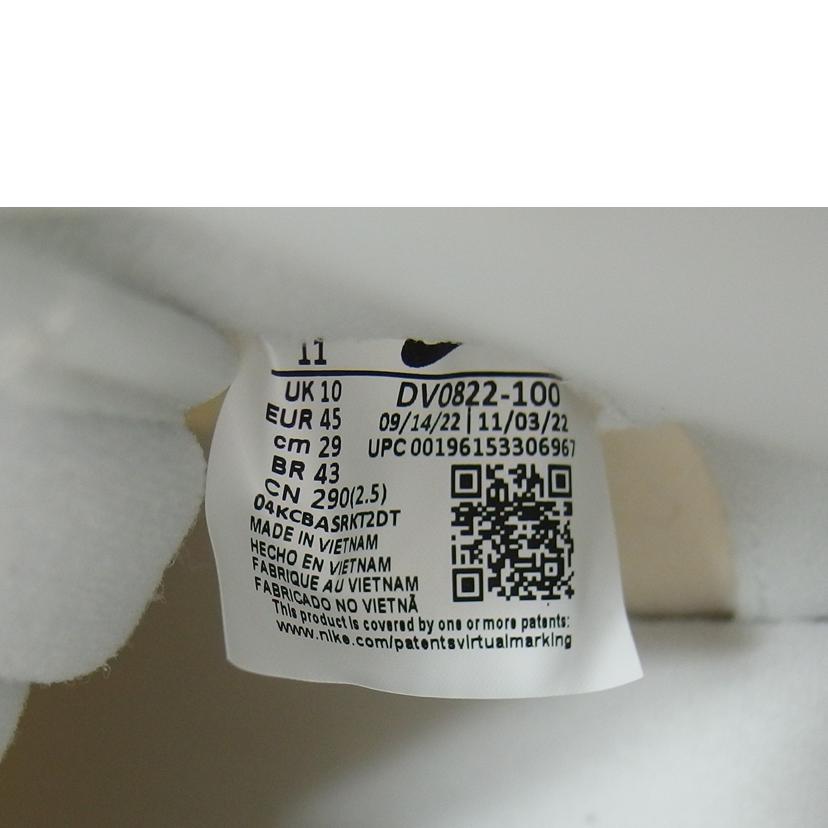 11
UK 10
EUR 45
cm 29
BR 43
CN 290(2.5)
DV0822-100
09/14/22 | 11/03/22
UPC 00196153306967
04KCBASRKT2DT
MADE IN VIETNAM
HECHO EN VIETNAM
FABRIQUE AU VIETNAM
FABRICADO NO VIETNÃ
This product is covered by one or more patents:
www.nike.com/patentsvirtualmarking